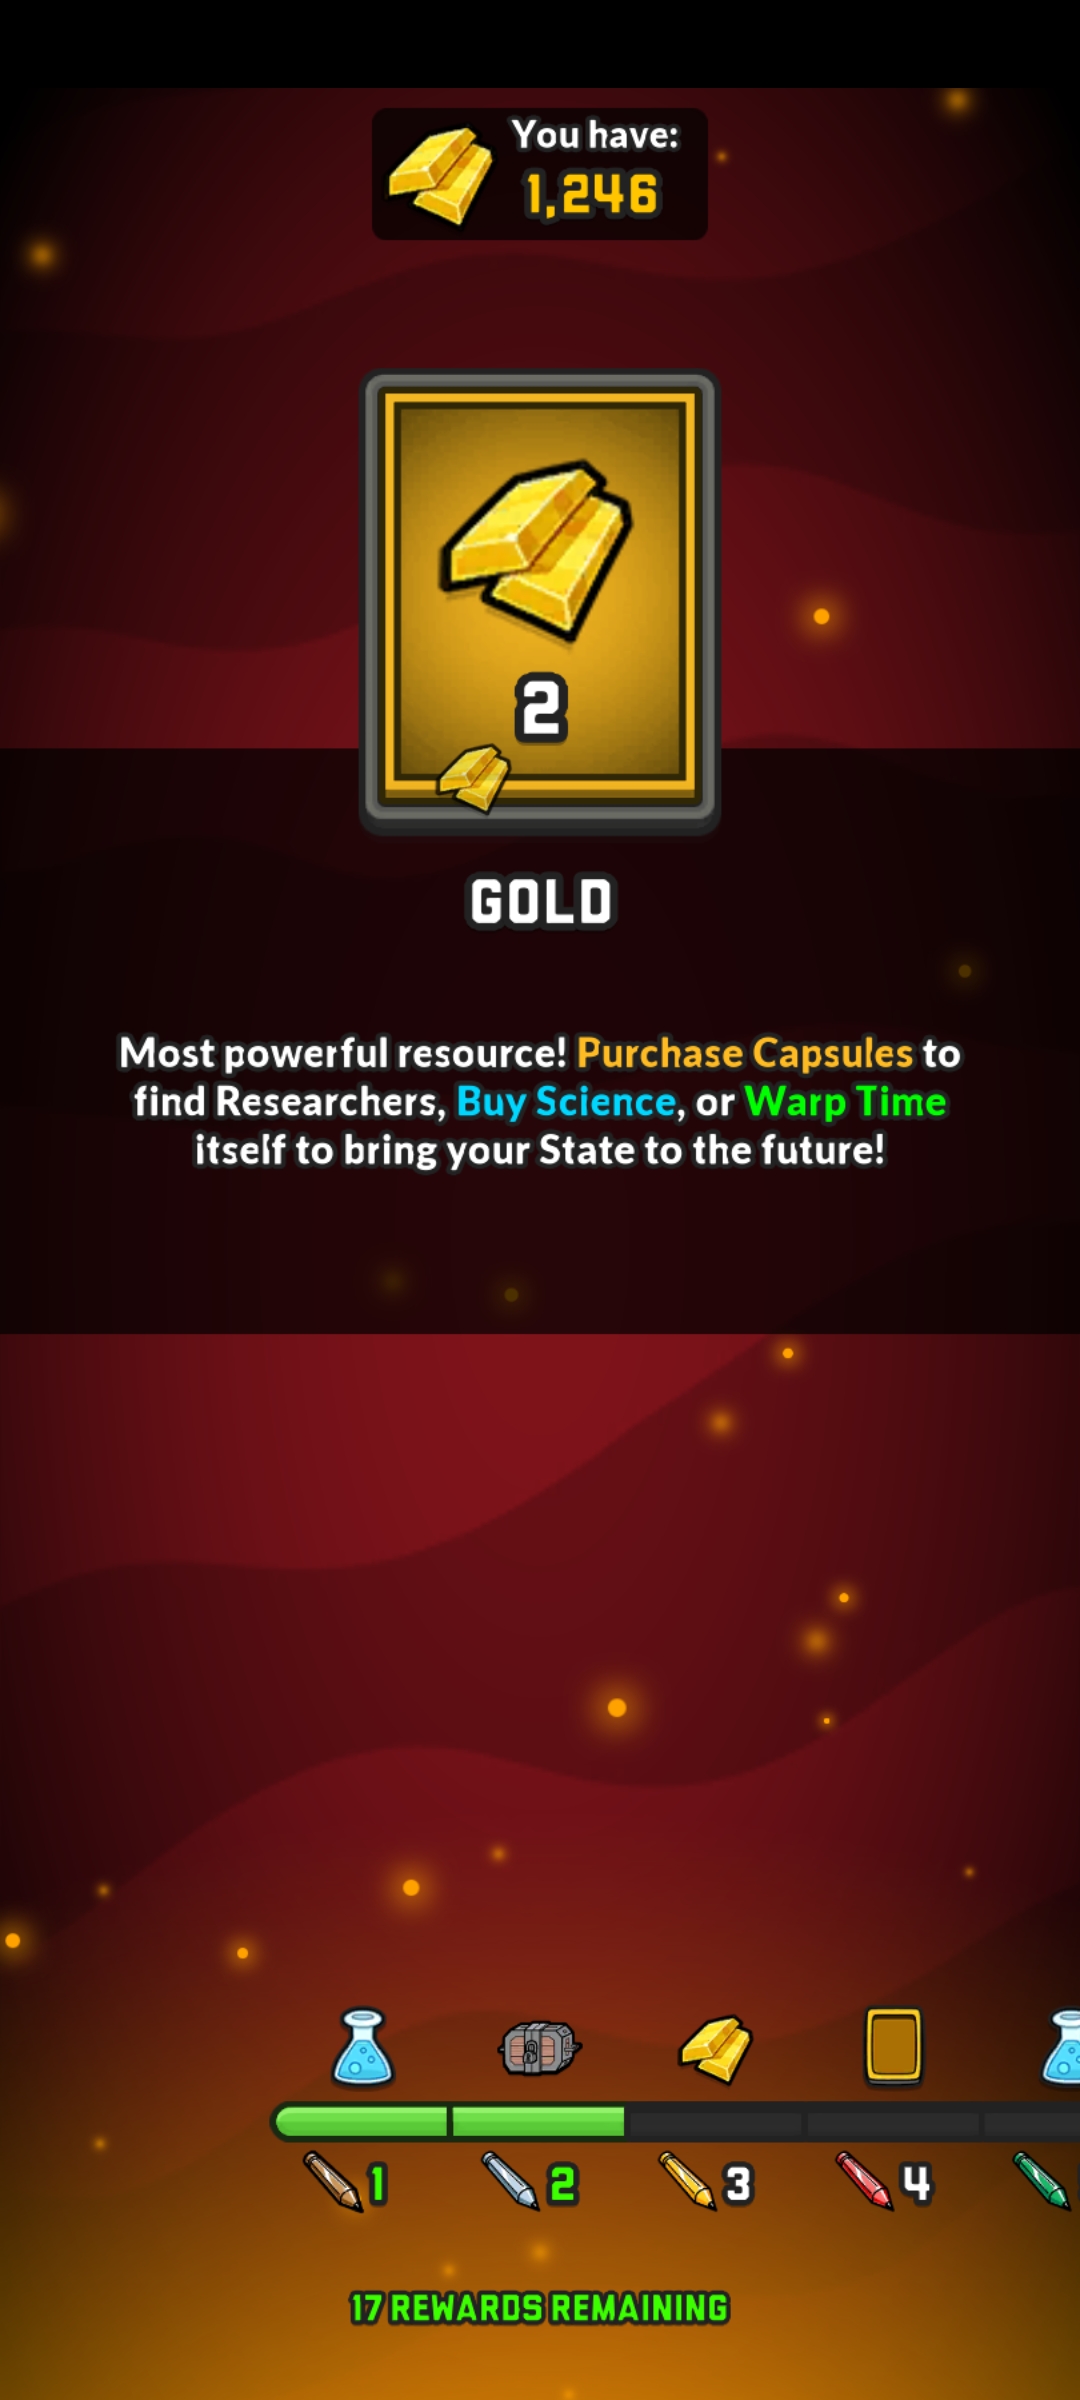 You have:
1,246
2
GOLD
Most powerful resource! Purchase Capsules to
find Researchers, Buy Science, or Warp Time
itself to bring your State to the future!
1 2 3 4
17 REWARDS REMAINING